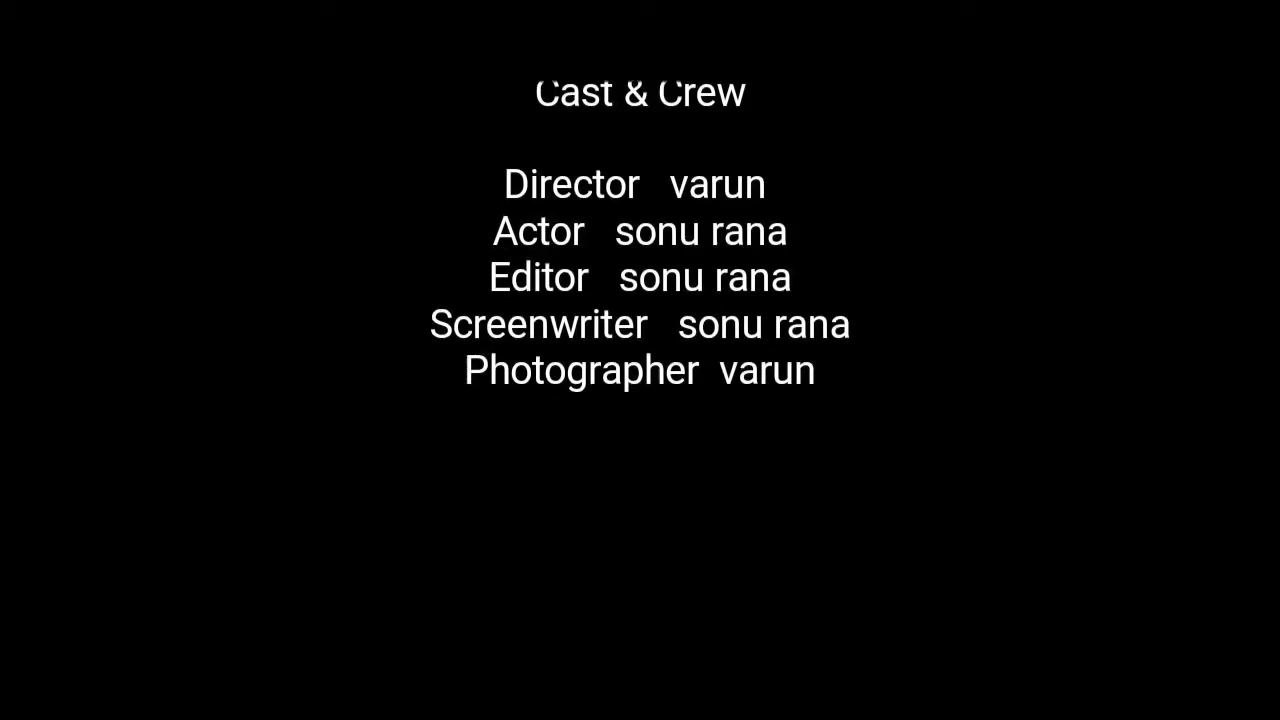 Cast & Crew
Director varun
Actor sonu rana
Editor sonu rana
Screenwriter sonu rana
Photographer varun